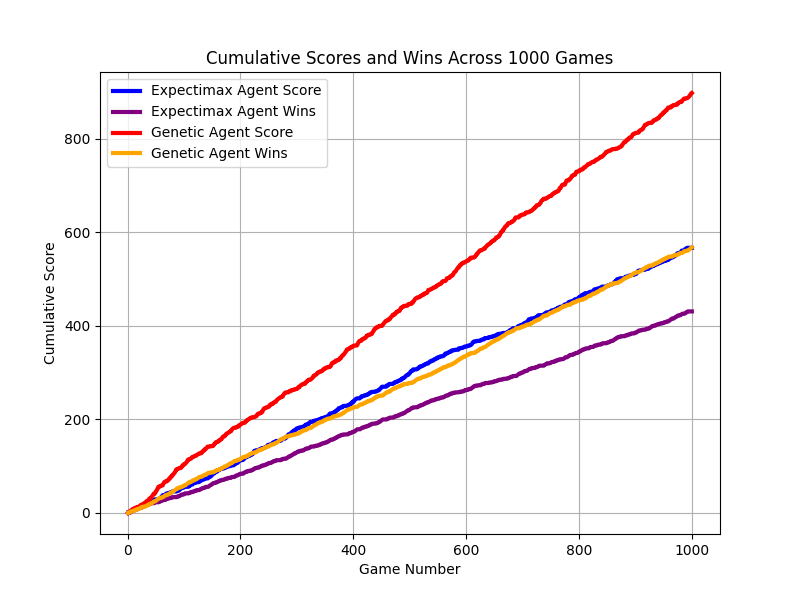 Cumulative Scores and Wins Across 1000 Games
Expectimax Agent Score
Expectimax Agent Wins
Genetic Agent Score
Genetic Agent Wins
800
600
400
200
0
Cumulative Score
0 200 400 600 800 1000
Game Number